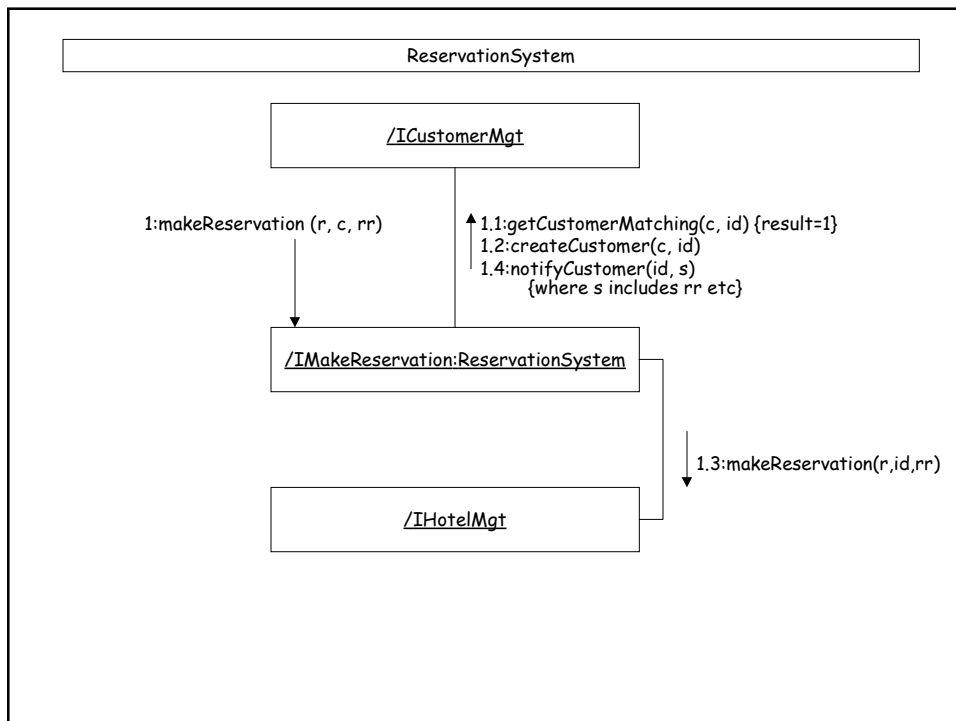 ReservationSystem
/ICustomerMgt
1:makeReservation (r, c, rr)
1.1:getCustomerMatching(c, id) {result=1}
1.2:createCustomer(c, id)
1.4:notifyCustomer(id, s)
{where s includes rr etc}
/IMakeReservation:ReservationSystem
1.3:makeReservation(r,id,rr)
/IHotelMgt